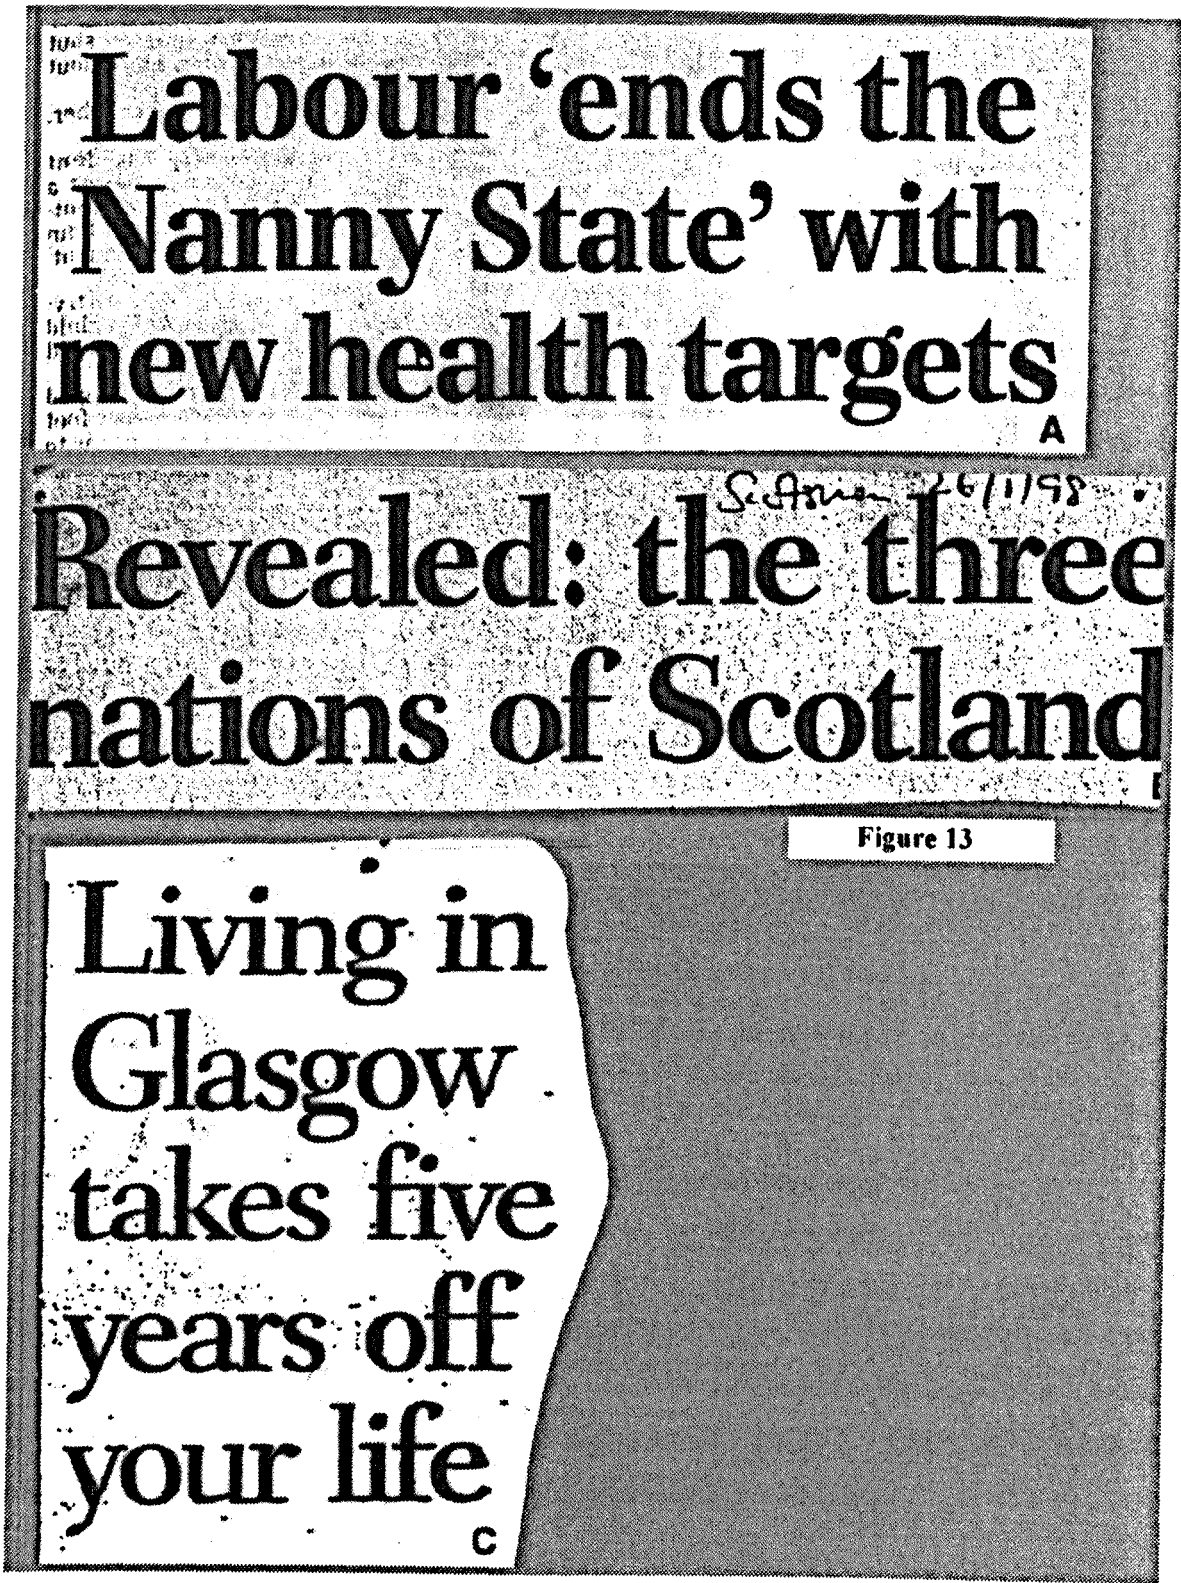 Labour ‘ends the
Nanny State’ with
new health targets
A
26/1/98
Revealed: the three
nations of Scotland
Figure 13
Living in
Glasgow
takes five
years off
your life
C